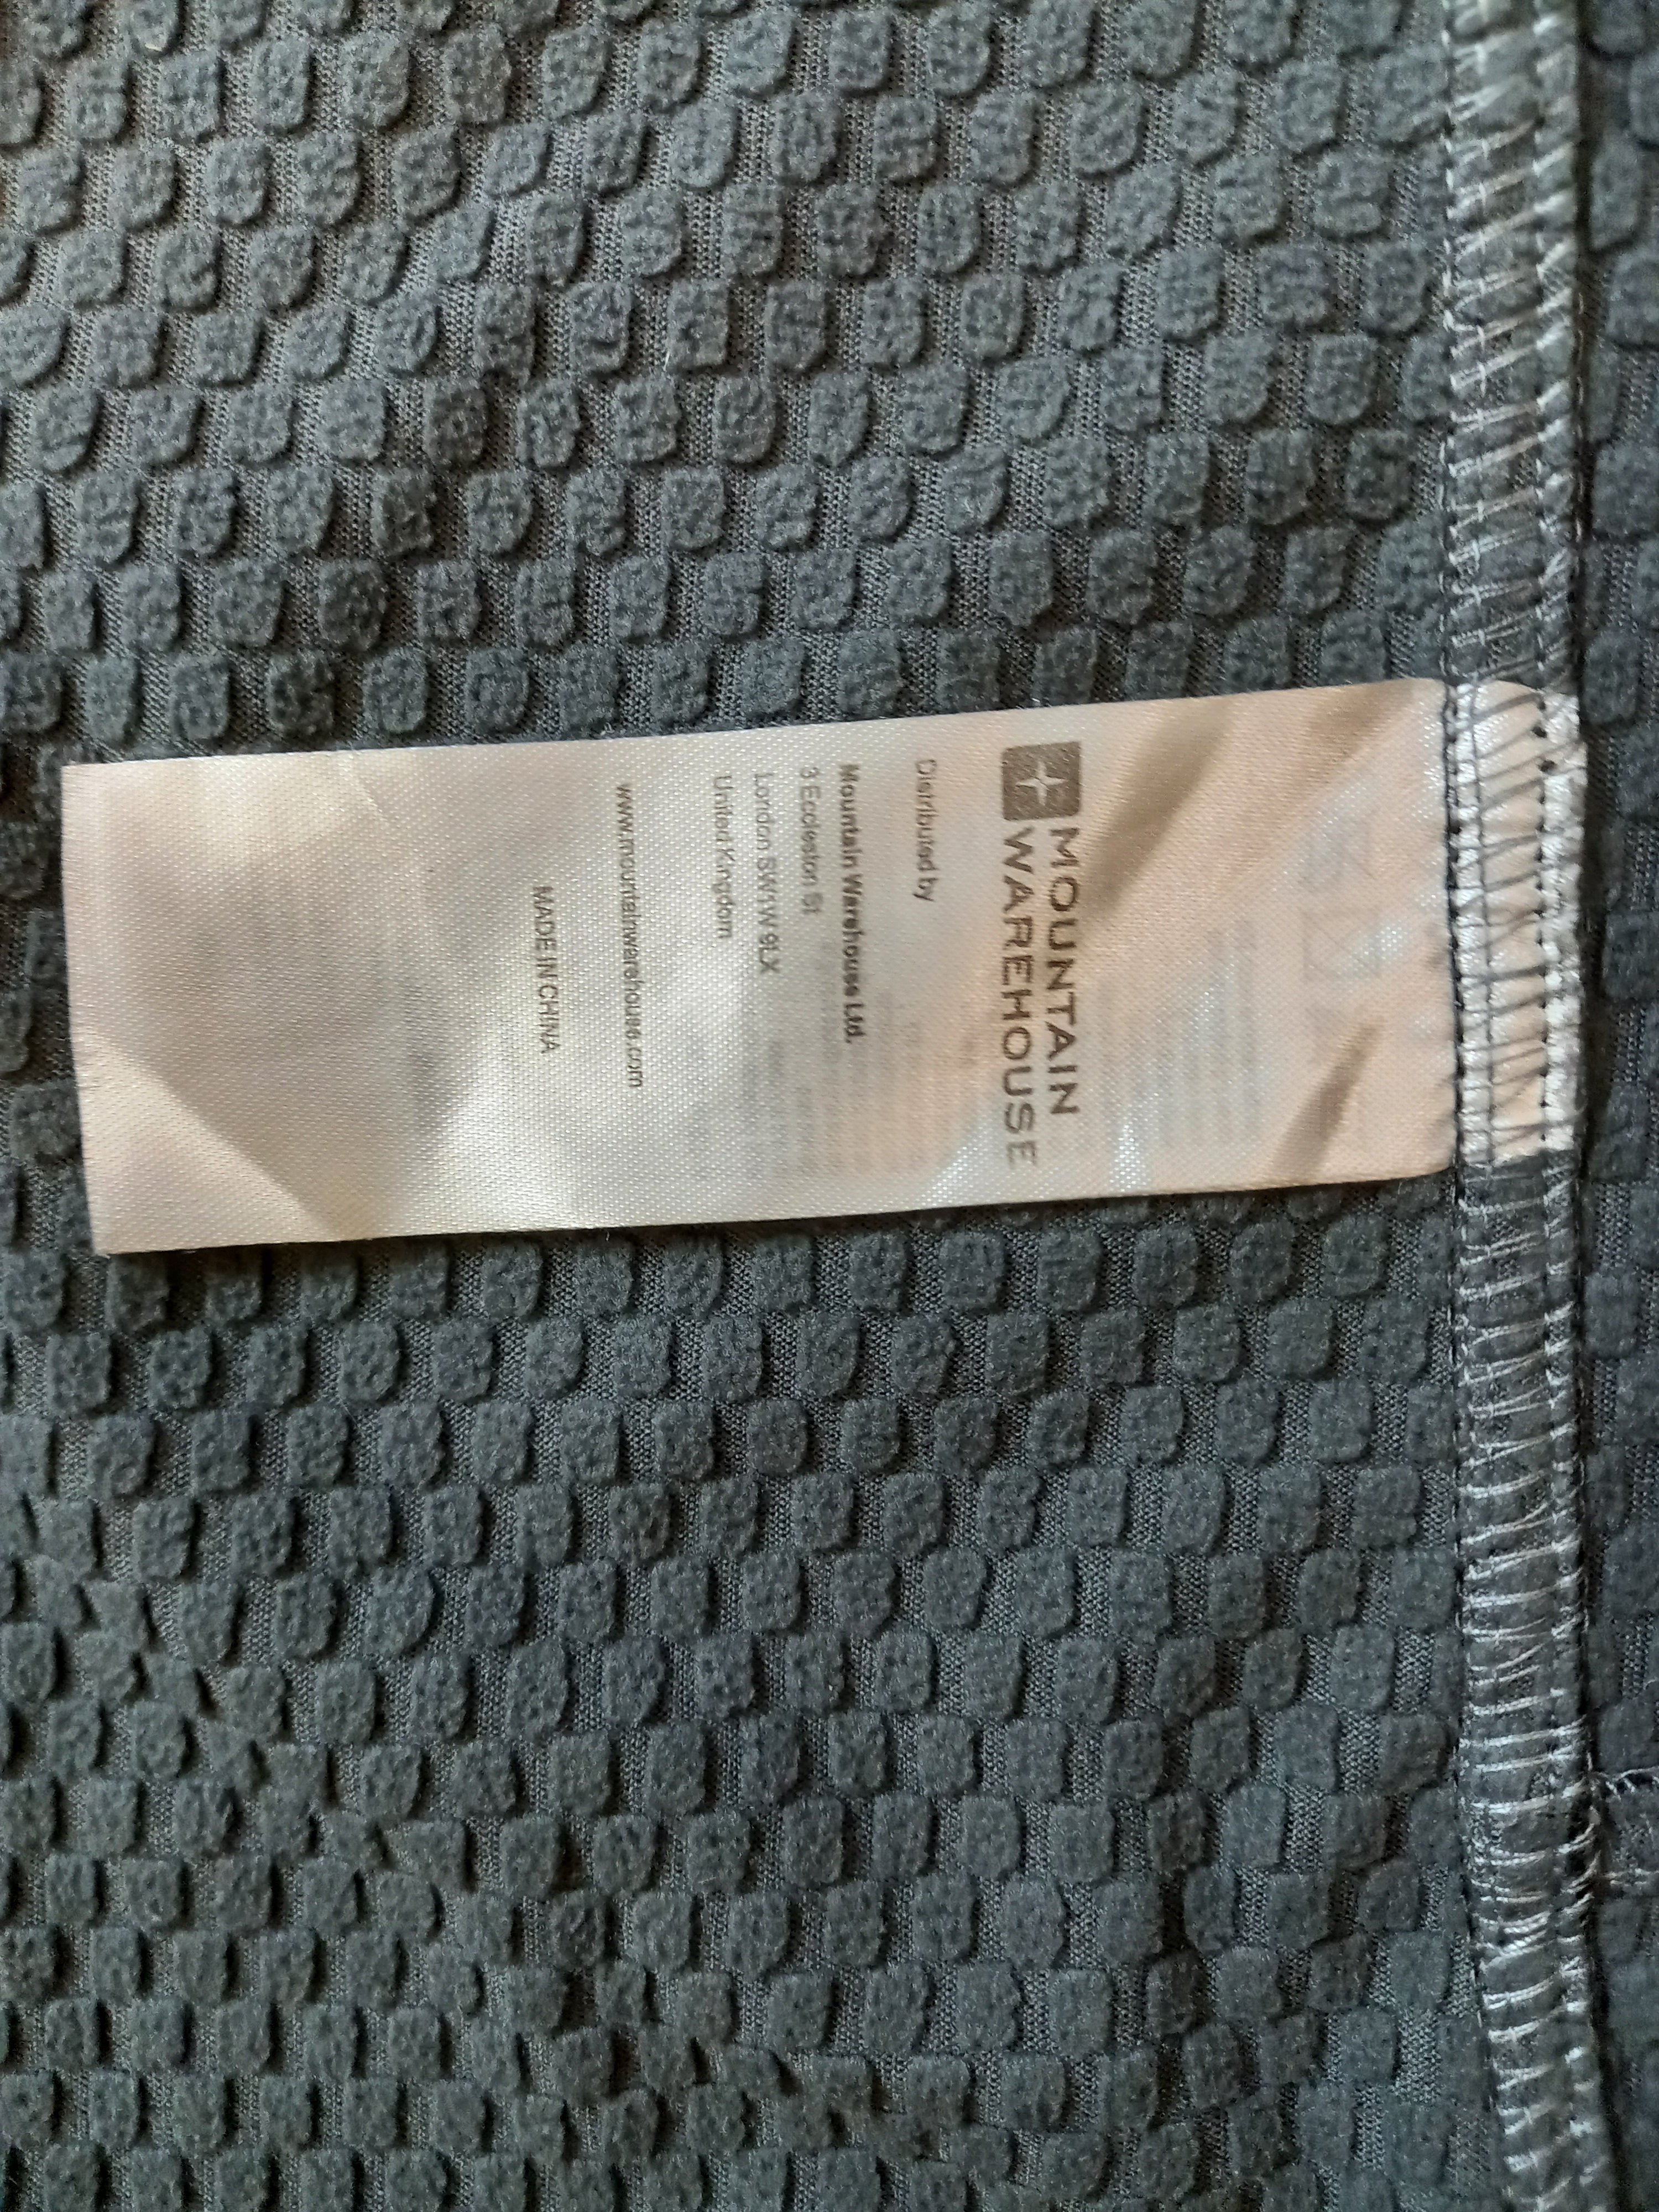 MOUNTAIN
WAREHOUSE
Distributed by
Mountain Warehouse Ltd.
3 Eccleston St
London SW1W 9LX
United Kingdom
www.mountainwarehouse.com
MADE IN CHINA